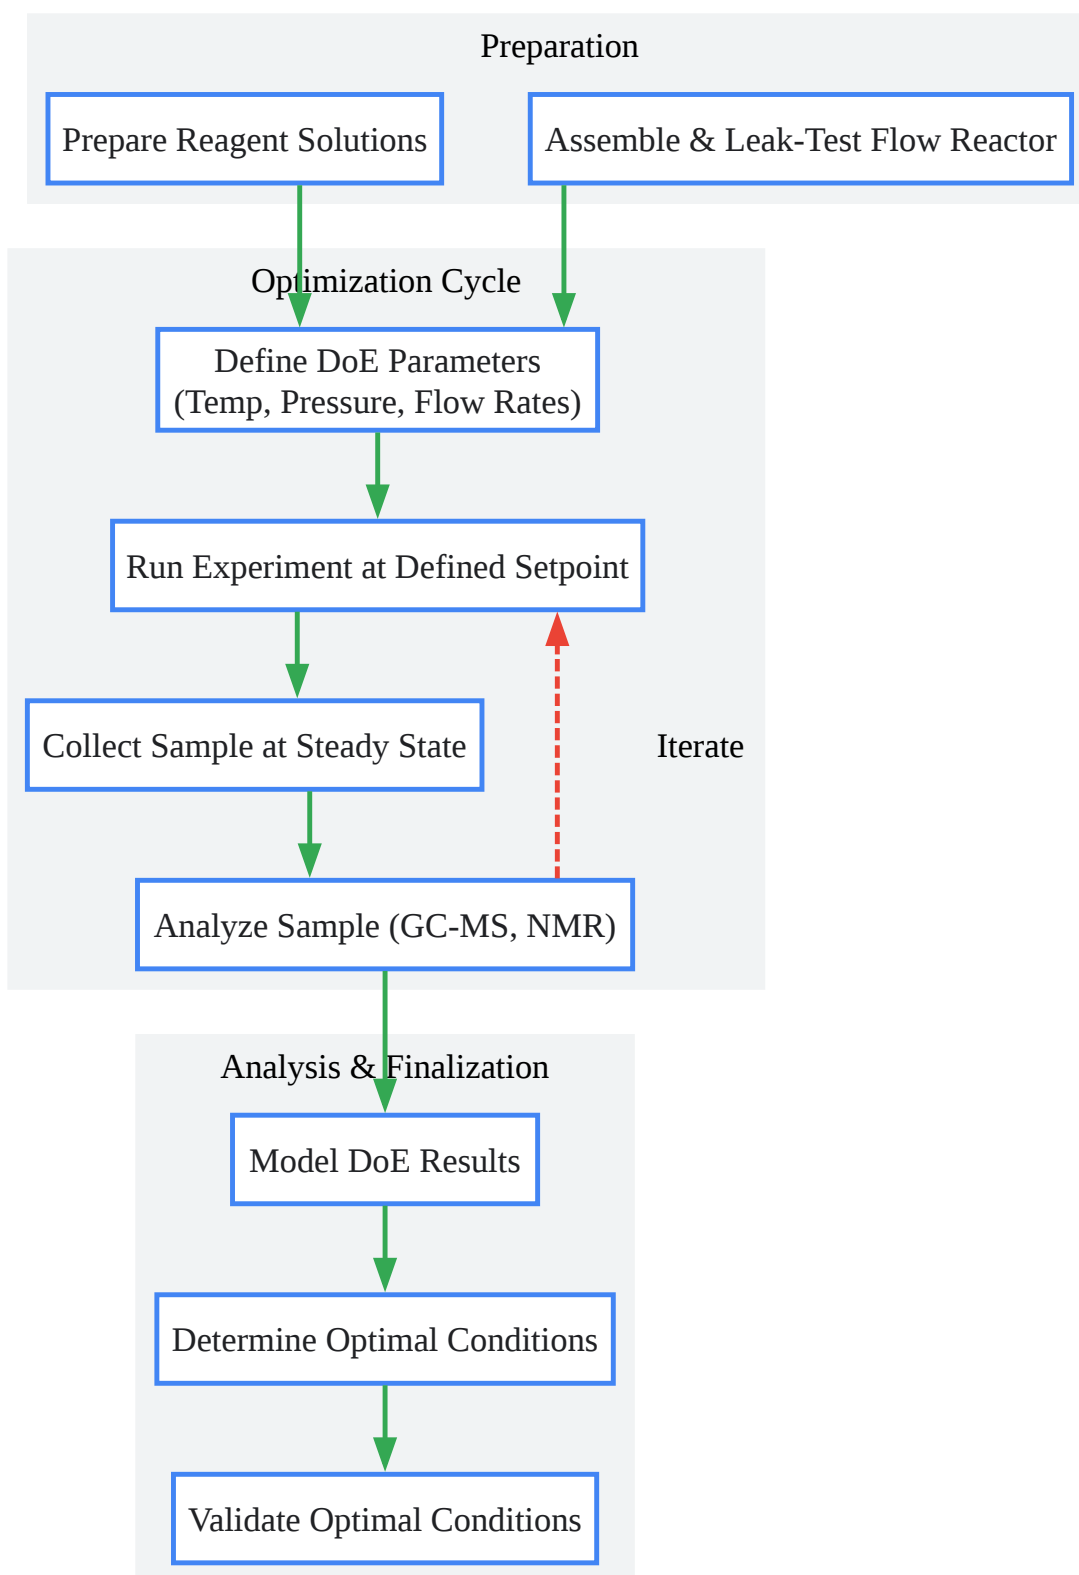 Preparation
Prepare Reagent Solutions
Assemble & Leak-Test Flow Reactor
Optimization Cycle
Define DoE Parameters
(Temp, Pressure, Flow Rates)
Run Experiment at Defined Setpoint
Collect Sample at Steady State
Iterate
Analyze Sample (GC-MS, NMR)
Analysis & Finalization
Model DoE Results
Determine Optimal Conditions
Validate Optimal Conditions